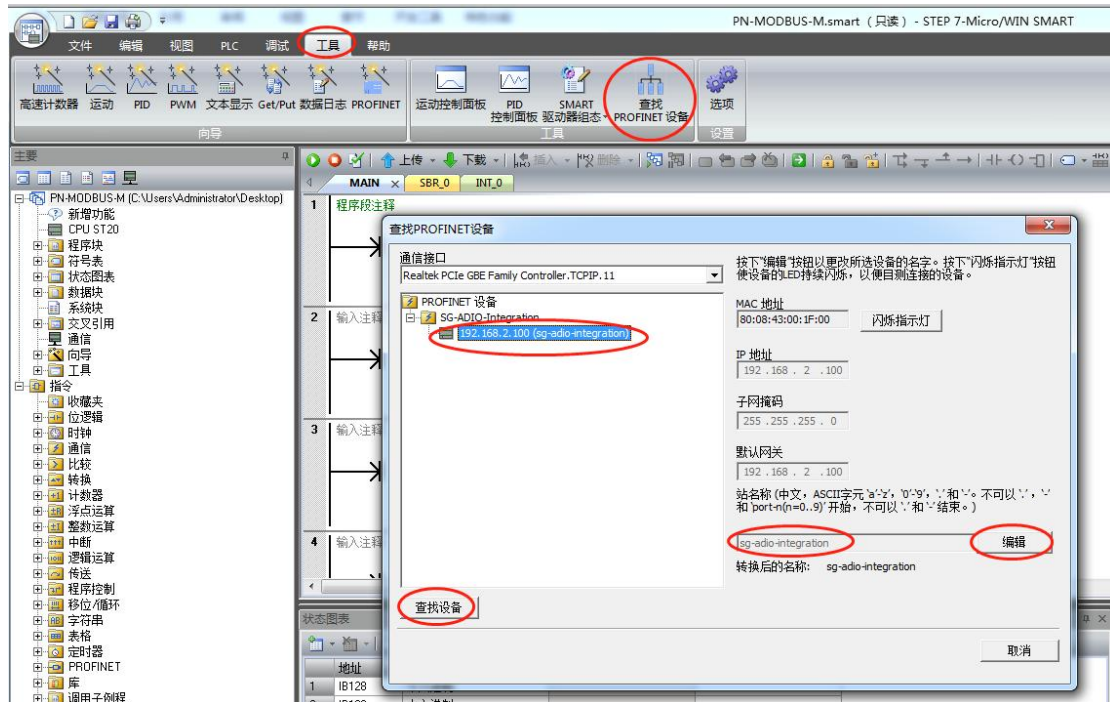 PN-MODBUS-M.smart （只读） - STEP 7-Micro/WIN SMART
文件 编辑 视图 PLC 调试 工具 帮助
高速计数器 运动 PID PWM 文本显示 Get/Put 数据日志 PROFINET 运动控制面板 PID 控制面板 SMART 驱动器组态 查找 PROFINET 设备 选项
向导 工具 设置
主要
上传 下载 插入 删除
MAIN SBR_0 INT_0
PN-MODBUS-M (C:\Users\Administrator\Desktop)
新增功能
CPU ST20
程序块
符号表
状态图表
数据块
系统块
交叉引用
通信
向导
工具
指令
收藏夹
位逻辑
时钟
通信
比较
转换
计数器
浮点运算
整数运算
中断
逻辑运算
传送
程序控制
移位/循环
字符串
表格
定时器
PROFINET
库
调用子例程
1 程序段注释
2 输入注释
3 输入注释
4 输入注释
查找PROFINET设备
通信接口
Realtek PCIe GBE Family Controller.TCPIP.11
PROFINET 设备
SG-ADIO-Integration
192.168.2.100 (sg-adio-integration)
查找设备
按下"编辑"按钮以更改所选设备的名字。按下"闪烁指示灯"按钮
使设备的LED持续闪烁，以便目测连接的设备。
MAC 地址
80:08:43:00:1F:00 闪烁指示灯
IP 地址
192 .168 . 2 .100
子网掩码
255 .255 .255 . 0
默认网关
192 .168 . 2 .100
站名称 (中文，ASCII字元 'a'-'z'，'0'-'9'，'.'和 '-'。不可以 '.'，'-'
和 'port-n(n=0..9)' 开始，不可以 '.' 和 '-' 结束。)
sg-adio-integration 编辑
转换后的名称: sg-adio-integration
取消
状态图表
地址
1 IB128